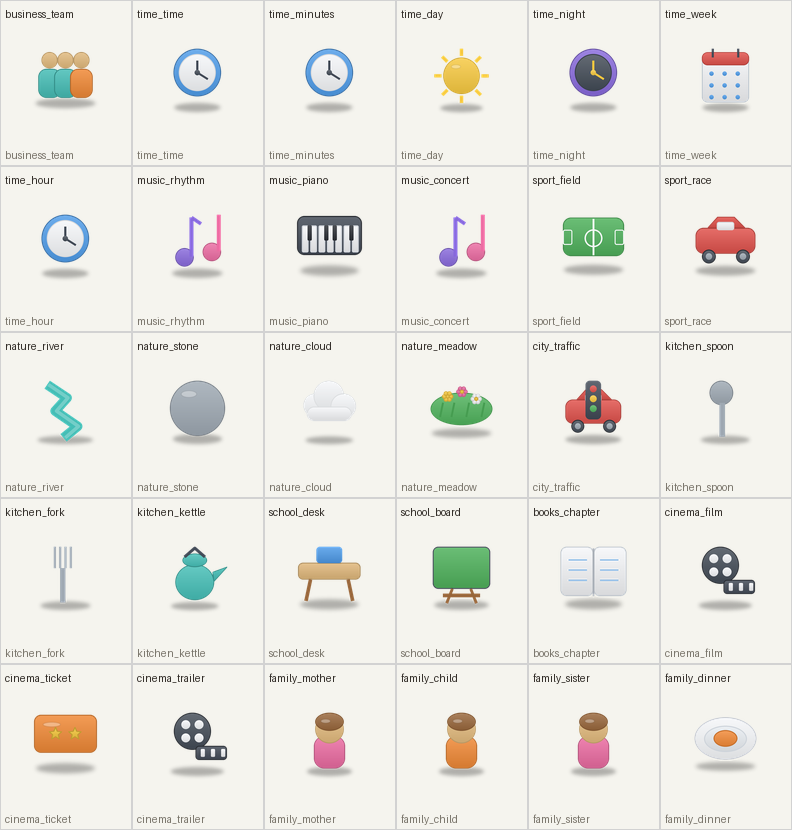 business_team time_time time_minutes time_day time_night time_week
business_team time_time time_minutes time_day time_night time_week
time_hour music_rhythm music_piano music_concert sport_field sport_race
time_hour music_rhythm music_piano music_concert sport_field sport_race
nature_river nature_stone nature_cloud nature_meadow city_traffic kitchen_spoon
nature_river nature_stone nature_cloud nature_meadow city_traffic kitchen_spoon
kitchen_fork kitchen_kettle school_desk school_board books_chapter cinema_film
kitchen_fork kitchen_kettle school_desk school_board books_chapter cinema_film
cinema_ticket cinema_trailer family_mother family_child family_sister family_dinner
cinema_ticket cinema_trailer family_mother family_child family_sister family_dinner